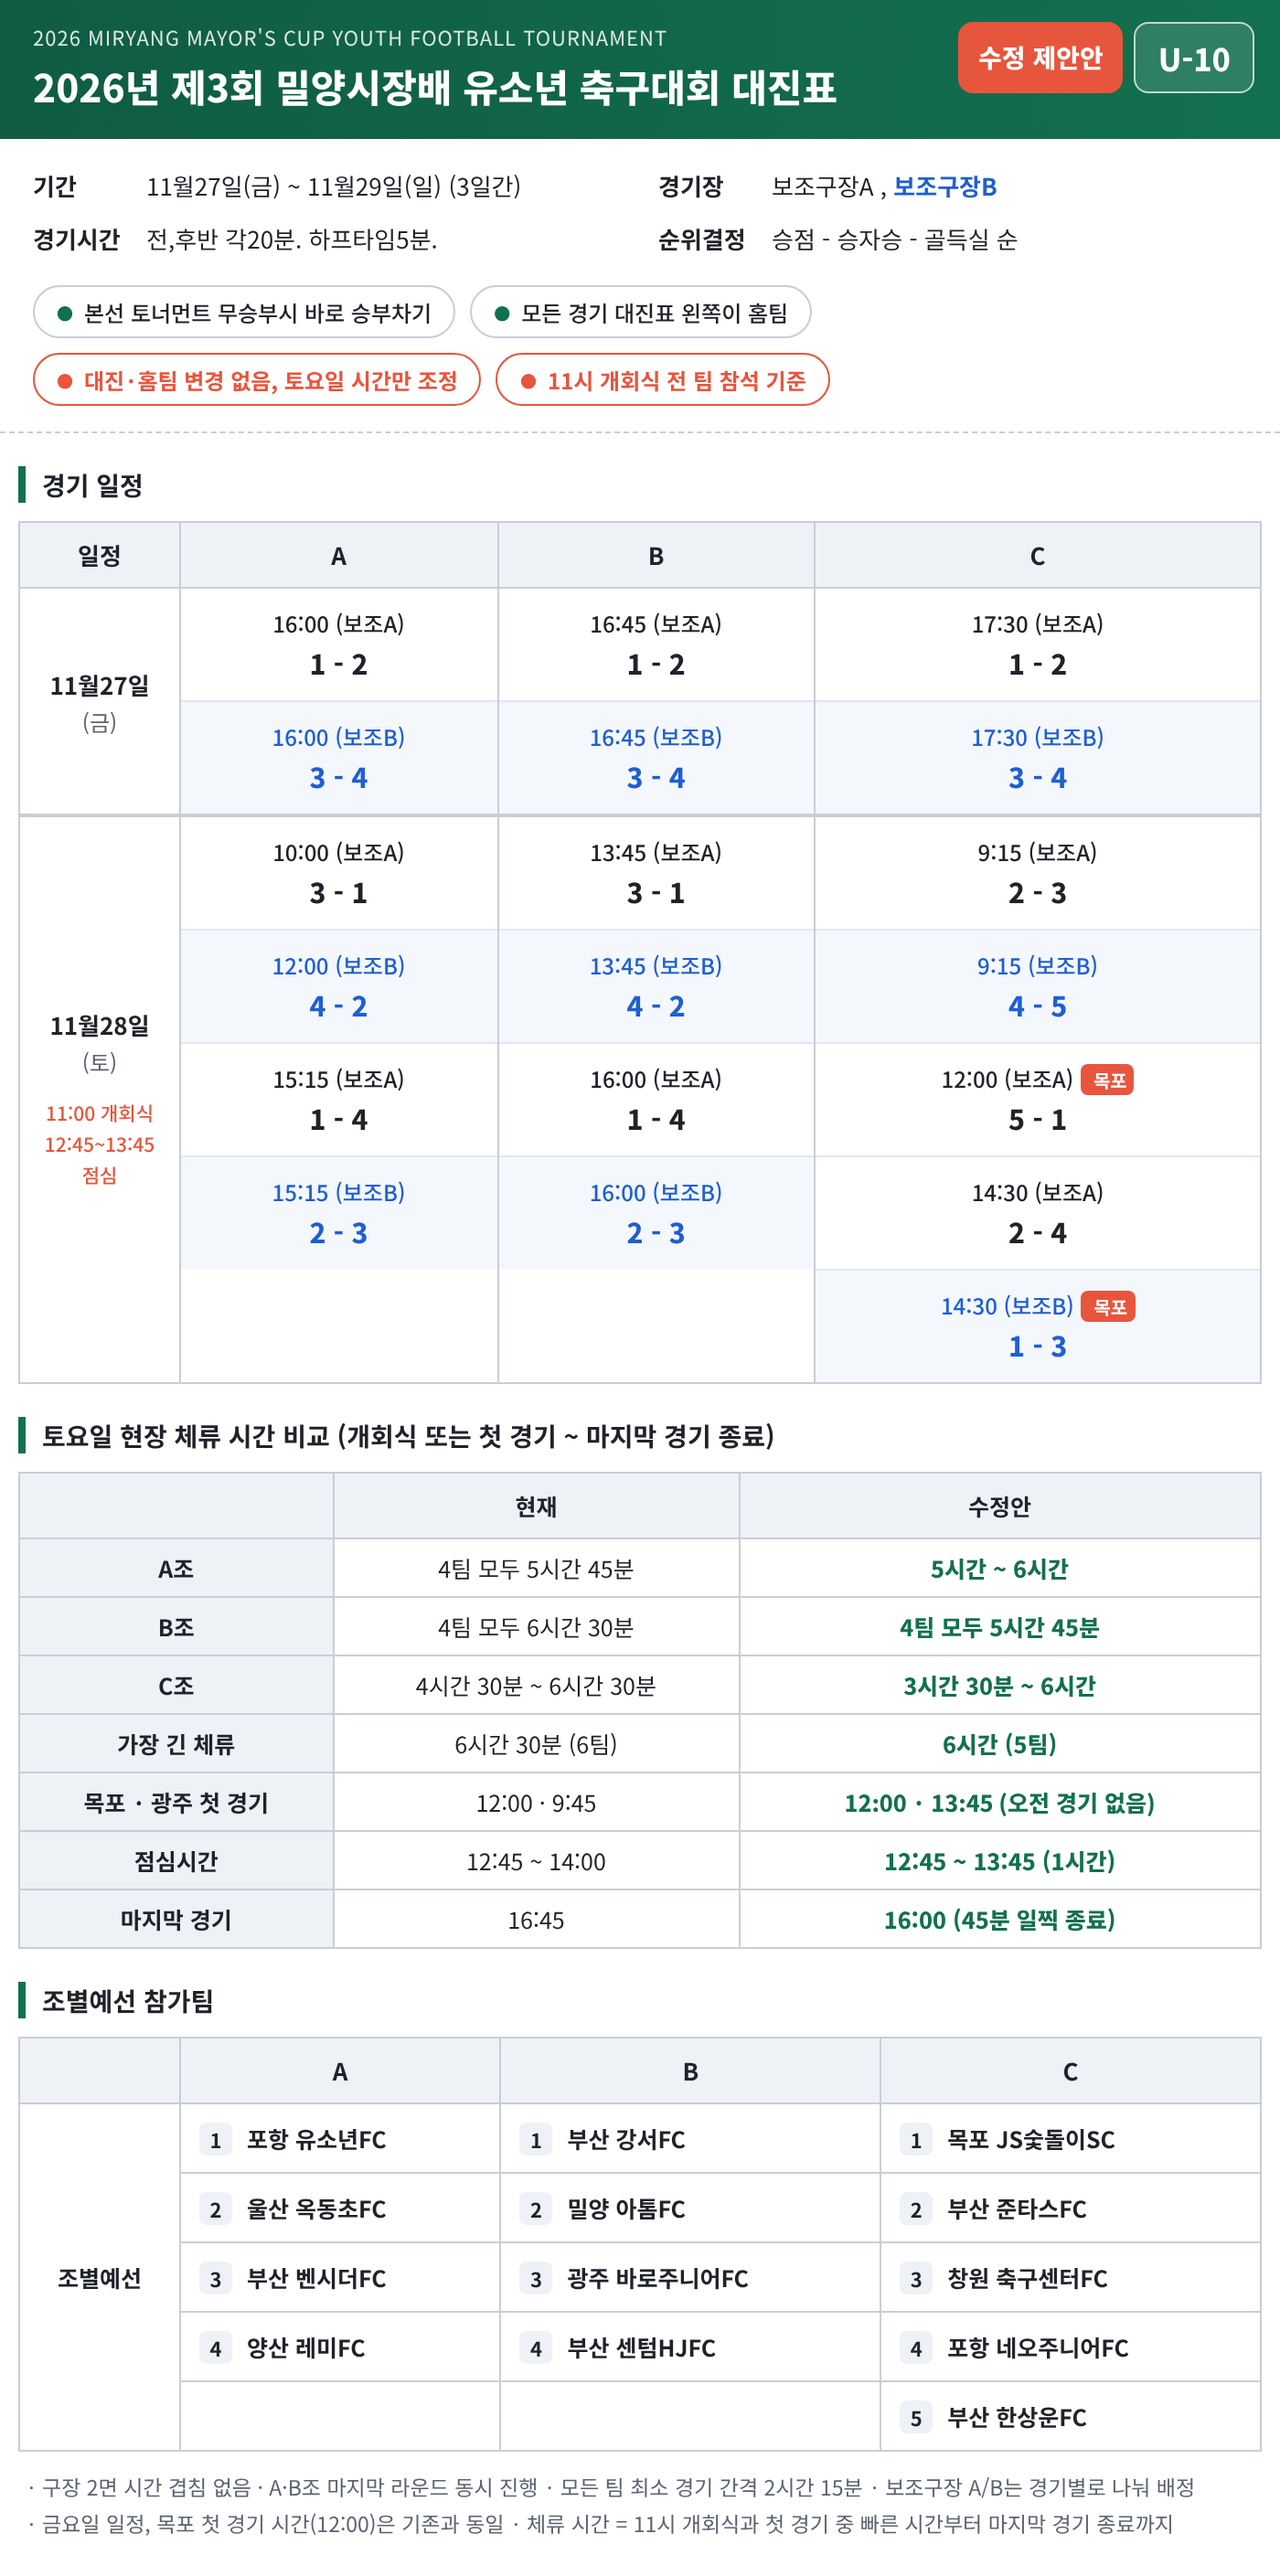 2026 MIRYANG MAYOR'S CUP YOUTH FOOTBALL TOURNAMENT
2026년 제3회 밀양시장배 유소년 축구대회 대진표
수정 제안안
U-10
기간 11월27일(금) ~ 11월29일(일) (3일간)
경기장 보조구장A , 보조구장B
경기시간 전,후반 각20분. 하프타임5분.
순위결정 승점 - 승자승 - 골득실 순
본선 토너먼트 무승부시 바로 승부차기
모든 경기 대진표 왼쪽이 홈팀
대진·홈팀 변경 없음, 토요일 시간만 조정
11시 개회식 전 팀 참석 기준
경기 일정
일정 A B C
11월27일
(금)
16:00 (보조A) 16:45 (보조A) 17:30 (보조A)
1 - 2 1 - 2 1 - 2
16:00 (보조B) 16:45 (보조B) 17:30 (보조B)
3 - 4 3 - 4 3 - 4
11월28일
(토)
11:00 개회식
12:45~13:45
점심
10:00 (보조A) 13:45 (보조A) 9:15 (보조A)
3 - 1 3 - 1 2 - 3
12:00 (보조B) 13:45 (보조B) 9:15 (보조B)
4 - 2 4 - 2 4 - 5
15:15 (보조A) 16:00 (보조A) 12:00 (보조A) 목포
1 - 4 1 - 4 5 - 1
15:15 (보조B) 16:00 (보조B) 14:30 (보조A)
2 - 3 2 - 3 2 - 4
14:30 (보조B) 목포
1 - 3
토요일 현장 체류 시간 비교 (개회식 또는 첫 경기 ~ 마지막 경기 종료)
현재 수정안
A조 4팀 모두 5시간 45분 5시간 ~ 6시간
B조 4팀 모두 6시간 30분 4팀 모두 5시간 45분
C조 4시간 30분 ~ 6시간 30분 3시간 30분 ~ 6시간
가장 긴 체류 6시간 30분 (6팀) 6시간 (5팀)
목포 · 광주 첫 경기 12:00 · 9:45 12:00 · 13:45 (오전 경기 없음)
점심시간 12:45 ~ 14:00 12:45 ~ 13:45 (1시간)
마지막 경기 16:45 16:00 (45분 일찍 종료)
조별예선 참가팀
A B C
조별예선
1 포항 유소년FC 1 부산 강서FC 1 목포 JS슛돌이SC
2 울산 옥동초FC 2 밀양 아톰FC 2 부산 준타스FC
3 부산 벤시더FC 3 광주 바로주니어FC 3 창원 축구센터FC
4 양산 레미FC 4 부산 센텀HJFC 4 포항 네오주니어FC
5 부산 한상운FC
· 구장 2면 시간 겹침 없음 · A·B조 마지막 라운드 동시 진행 · 모든 팀 최소 경기 간격 2시간 15분 · 보조구장 A/B는 경기별로 나눠 배정
· 금요일 일정, 목포 첫 경기 시간(12:00)은 기존과 동일 · 체류 시간 = 11시 개회식과 첫 경기 중 빠른 시간부터 마지막 경기 종료까지